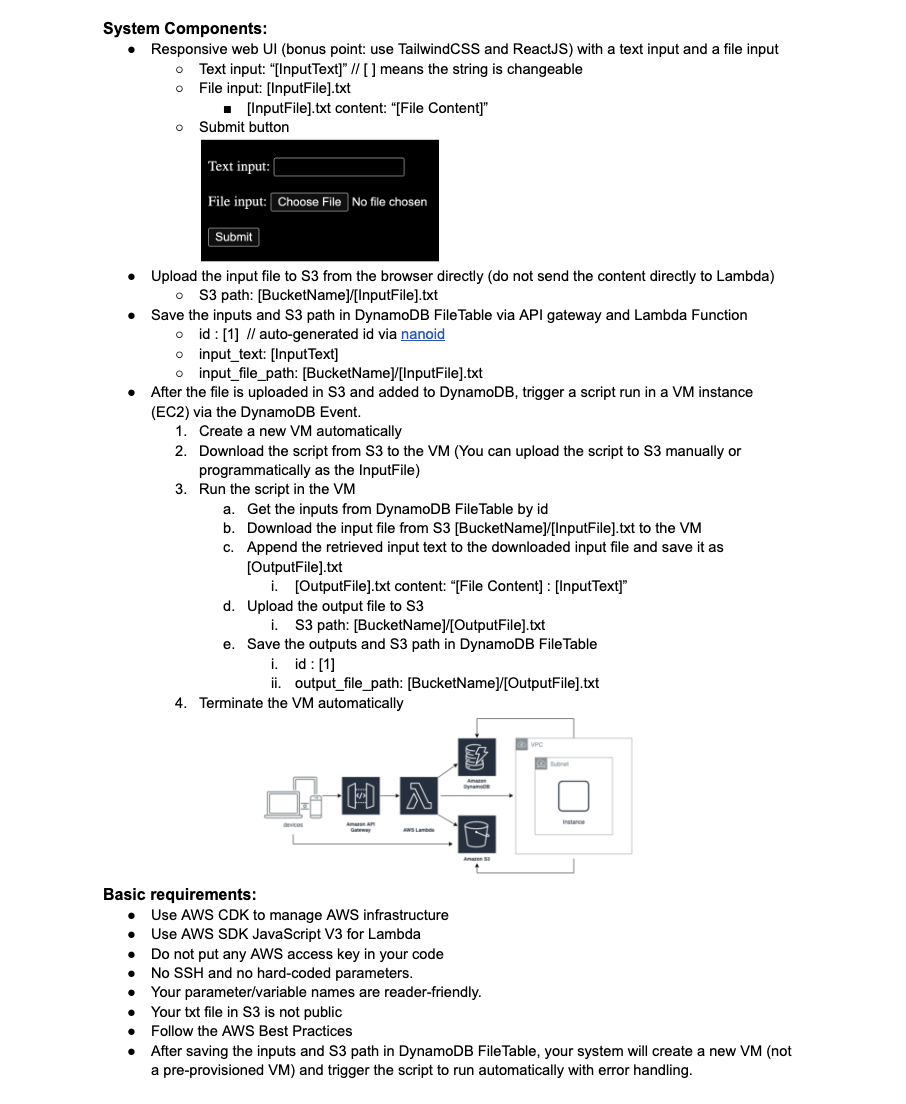 System Components:
● Responsive web UI (bonus point: use TailwindCSS and ReactJS) with a text input and a file input
○ Text input: “[InputText]” // [ ] means the string is changeable
○ File input: [InputFile].txt
■ [InputFile].txt content: “[File Content]”
○ Submit button
Text input:
File input: Choose File No file chosen
Submit
● Upload the input file to S3 from the browser directly (do not send the content directly to Lambda)
○ S3 path: [BucketName]/[InputFile].txt
● Save the inputs and S3 path in DynamoDB FileTable via API gateway and Lambda Function
○ id : [1] // auto-generated id via nanoid
○ input_text: [InputText]
○ input_file_path: [BucketName]/[InputFile].txt
● After the file is uploaded in S3 and added to DynamoDB, trigger a script run in a VM instance
(EC2) via the DynamoDB Event.
1. Create a new VM automatically
2. Download the script from S3 to the VM (You can upload the script to S3 manually or
programmatically as the InputFile)
3. Run the script in the VM
a. Get the inputs from DynamoDB FileTable by id
b. Download the input file from S3 [BucketName]/[InputFile].txt to the VM
c. Append the retrieved input text to the downloaded input file and save it as
[OutputFile].txt
i. [OutputFile].txt content: “[File Content] : [InputText]”
d. Upload the output file to S3
i. S3 path: [BucketName]/[OutputFile].txt
e. Save the outputs and S3 path in DynamoDB FileTable
i. id : [1]
ii. output_file_path: [BucketName]/[OutputFile].txt
4. Terminate the VM automatically
VPC
Subnet
Amazon
DynamoDB
devices
Amazon API
Gateway
AWS Lambda
Instance
Amazon S3
Basic requirements:
● Use AWS CDK to manage AWS infrastructure
● Use AWS SDK JavaScript V3 for Lambda
● Do not put any AWS access key in your code
● No SSH and no hard-coded parameters.
● Your parameter/variable names are reader-friendly.
● Your txt file in S3 is not public
● Follow the AWS Best Practices
● After saving the inputs and S3 path in DynamoDB FileTable, your system will create a new VM (not
a pre-provisioned VM) and trigger the script to run automatically with error handling.